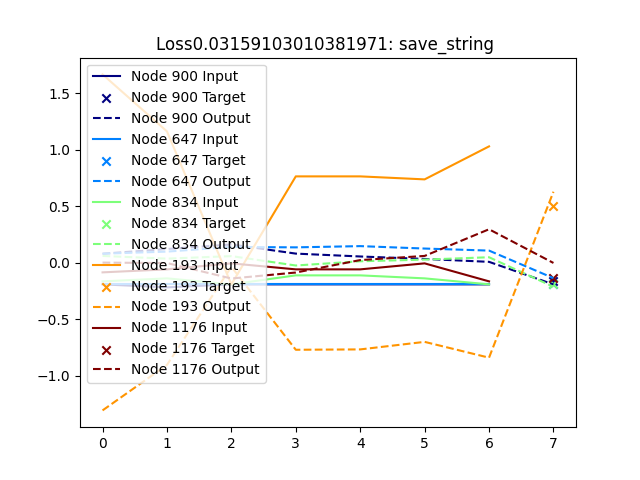 Loss0.03159103010381971: save_string
Node 900 Input
Node 900 Target
Node 900 Output
Node 647 Input
Node 647 Target
Node 647 Output
Node 834 Input
Node 834 Target
Node 834 Output
Node 193 Input
Node 193 Target
Node 193 Output
Node 1176 Input
Node 1176 Target
Node 1176 Output
1.5
1.0
0.5
0.0
−0.5
−1.0
0 1 2 3 4 5 6 7